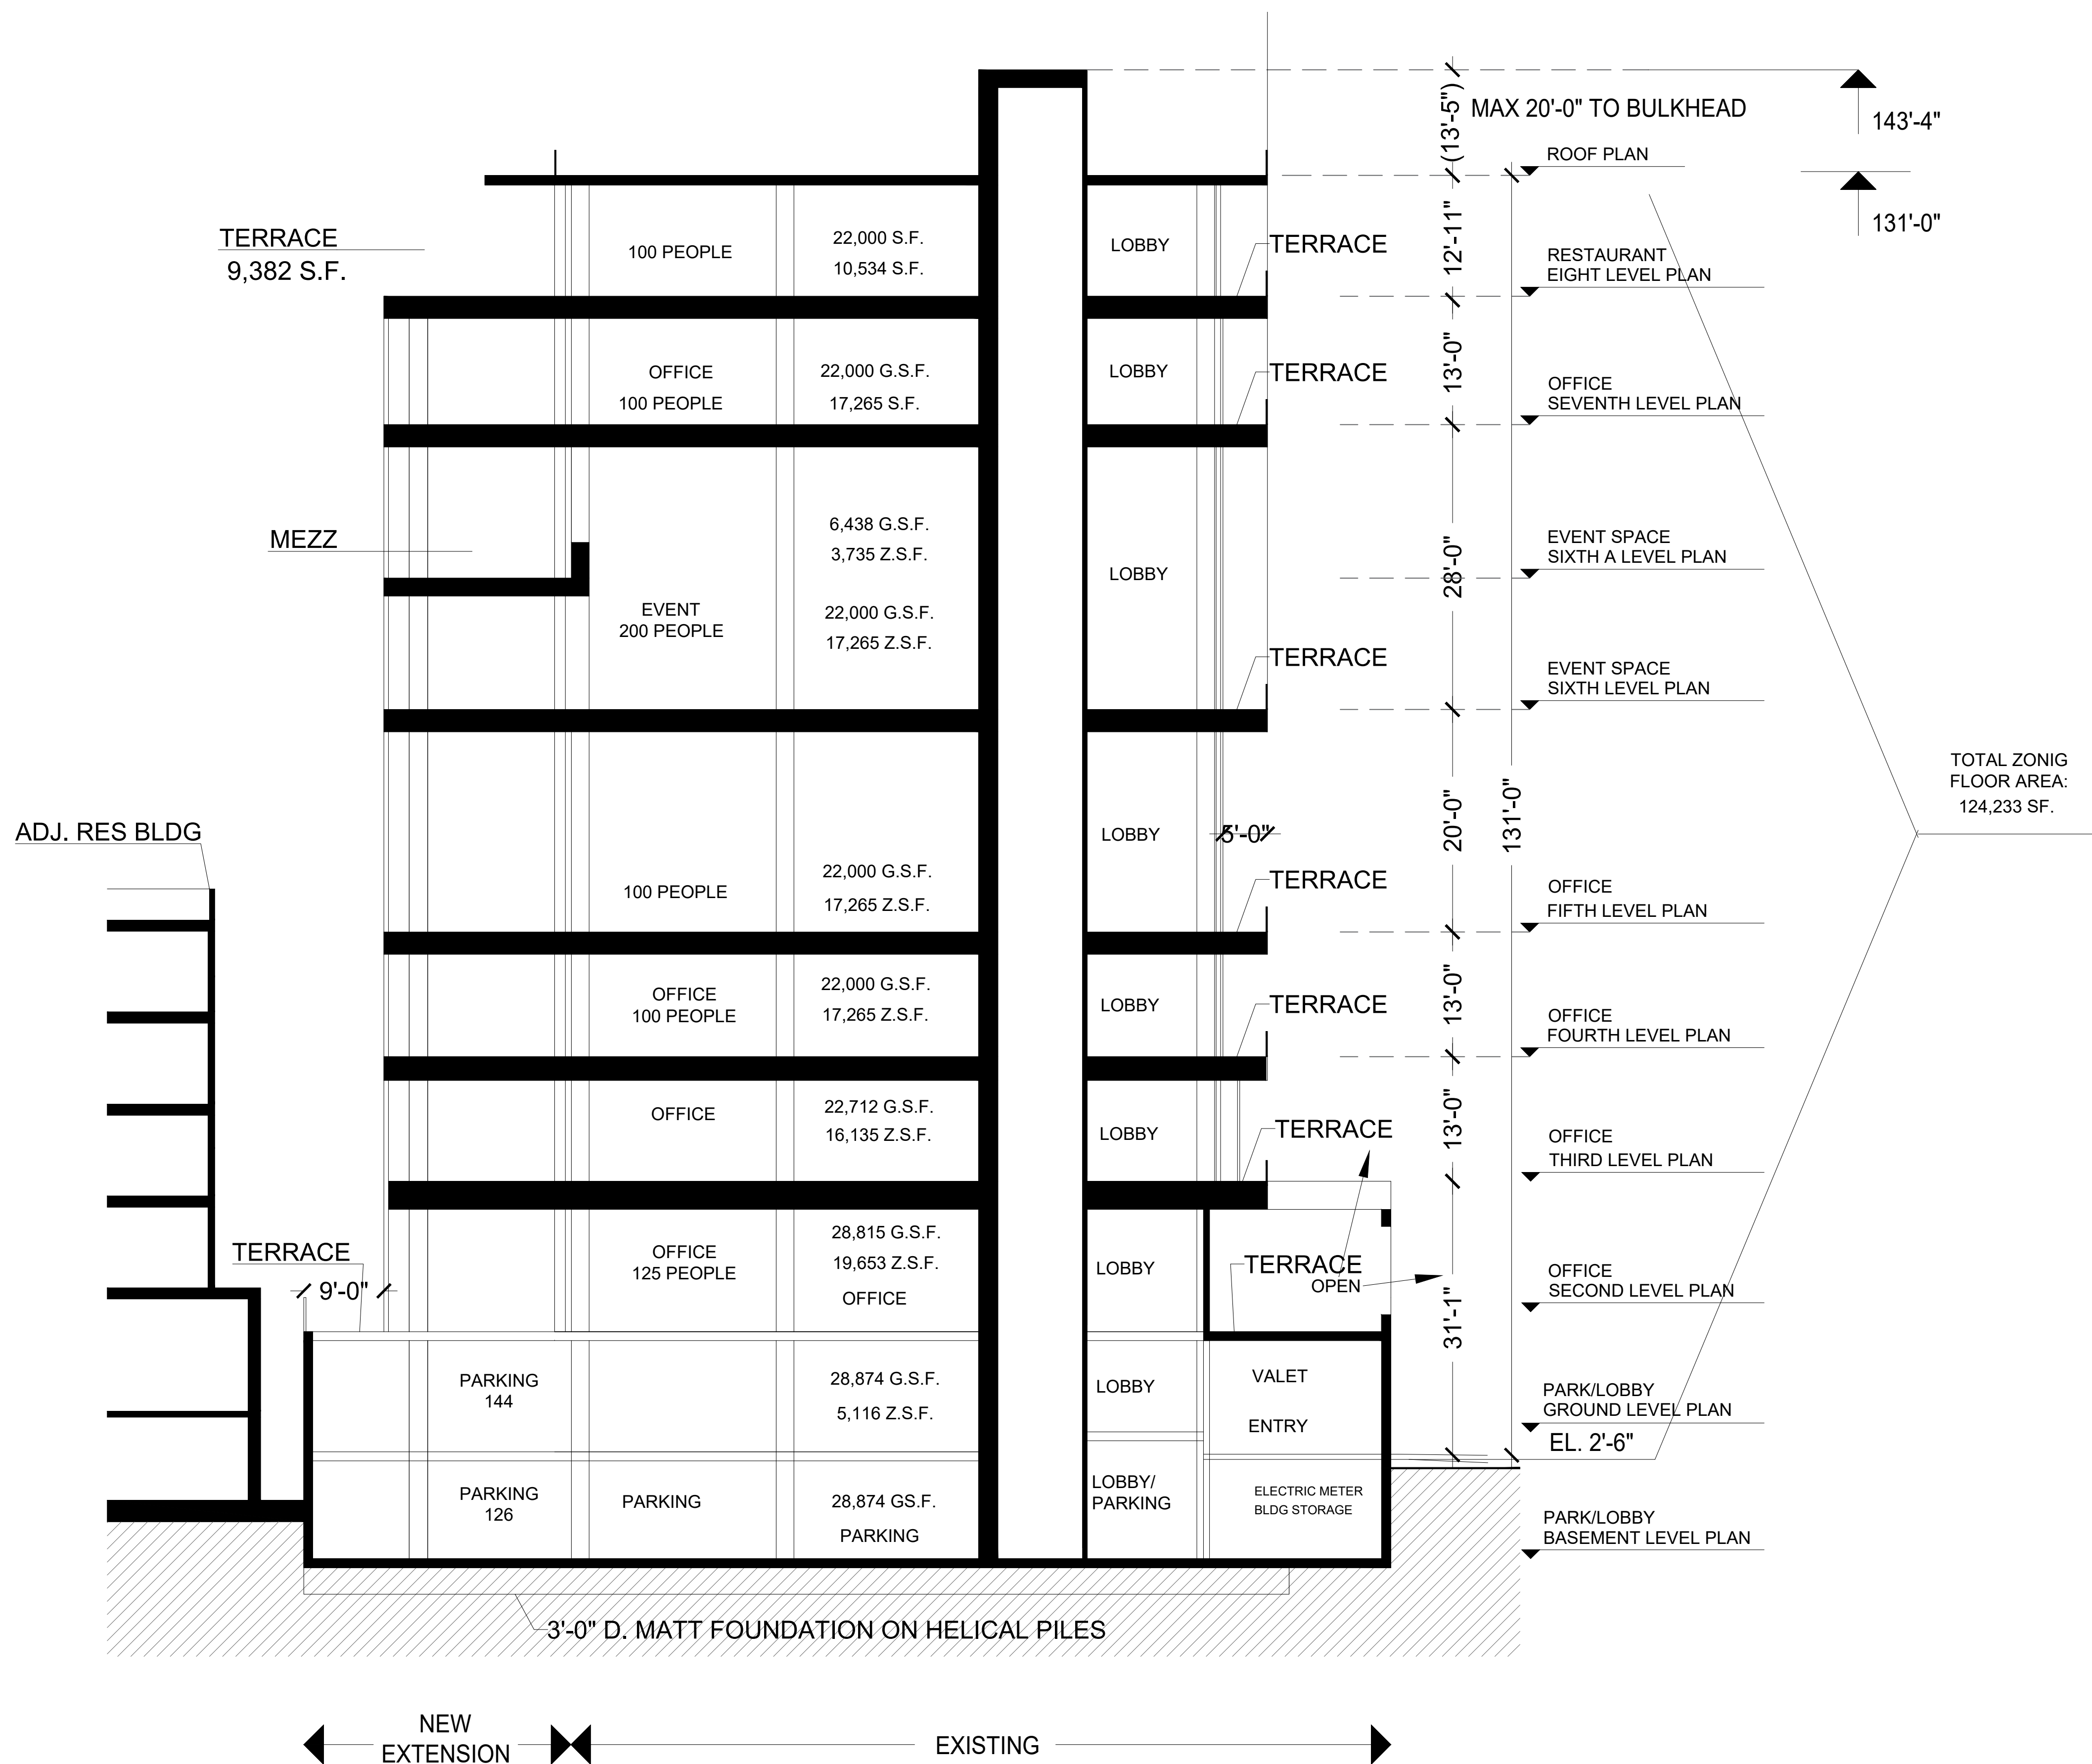 (13'-5")
MAX 20'-0" TO BULKHEAD
143'-4"
ROOF PLAN
131'-0"
TERRACE
9,382 S.F.
100 PEOPLE
22,000 S.F.
10,534 S.F.
LOBBY
TERRACE
12'-11"
RESTAURANT
EIGHT LEVEL PLAN
OFFICE
100 PEOPLE
22,000 G.S.F.
17,265 S.F.
LOBBY
TERRACE
13'-0"
OFFICE
SEVENTH LEVEL PLAN
MEZZ
6,438 G.S.F.
3,735 Z.S.F.
EVENT
200 PEOPLE
22,000 G.S.F.
17,265 Z.S.F.
LOBBY
TERRACE
28'-0"
EVENT SPACE
SIXTH A LEVEL PLAN
EVENT SPACE
SIXTH LEVEL PLAN
TOTAL ZONIG
FLOOR AREA:
124,233 SF.
ADJ. RES BLDG
100 PEOPLE
22,000 G.S.F.
17,265 Z.S.F.
LOBBY
5'-0"
TERRACE
20'-0"
131'-0"
OFFICE
FIFTH LEVEL PLAN
OFFICE
100 PEOPLE
22,000 G.S.F.
17,265 Z.S.F.
LOBBY
TERRACE
13'-0"
OFFICE
FOURTH LEVEL PLAN
OFFICE
22,712 G.S.F.
16,135 Z.S.F.
LOBBY
TERRACE
13'-0"
OFFICE
THIRD LEVEL PLAN
TERRACE
9'-0"
OFFICE
125 PEOPLE
28,815 G.S.F.
19,653 Z.S.F.
OFFICE
LOBBY
TERRACE
OPEN
31'-1"
OFFICE
SECOND LEVEL PLAN
PARKING
144
28,874 G.S.F.
5,116 Z.S.F.
LOBBY
VALET
ENTRY
PARK/LOBBY
GROUND LEVEL PLAN
EL. 2'-6"
PARKING
126
PARKING
28,874 GS.F.
PARKING
LOBBY/
PARKING
ELECTRIC METER
BLDG STORAGE
PARK/LOBBY
BASEMENT LEVEL PLAN
3'-0" D. MATT FOUNDATION ON HELICAL PILES
NEW
EXTENSION
EXISTING